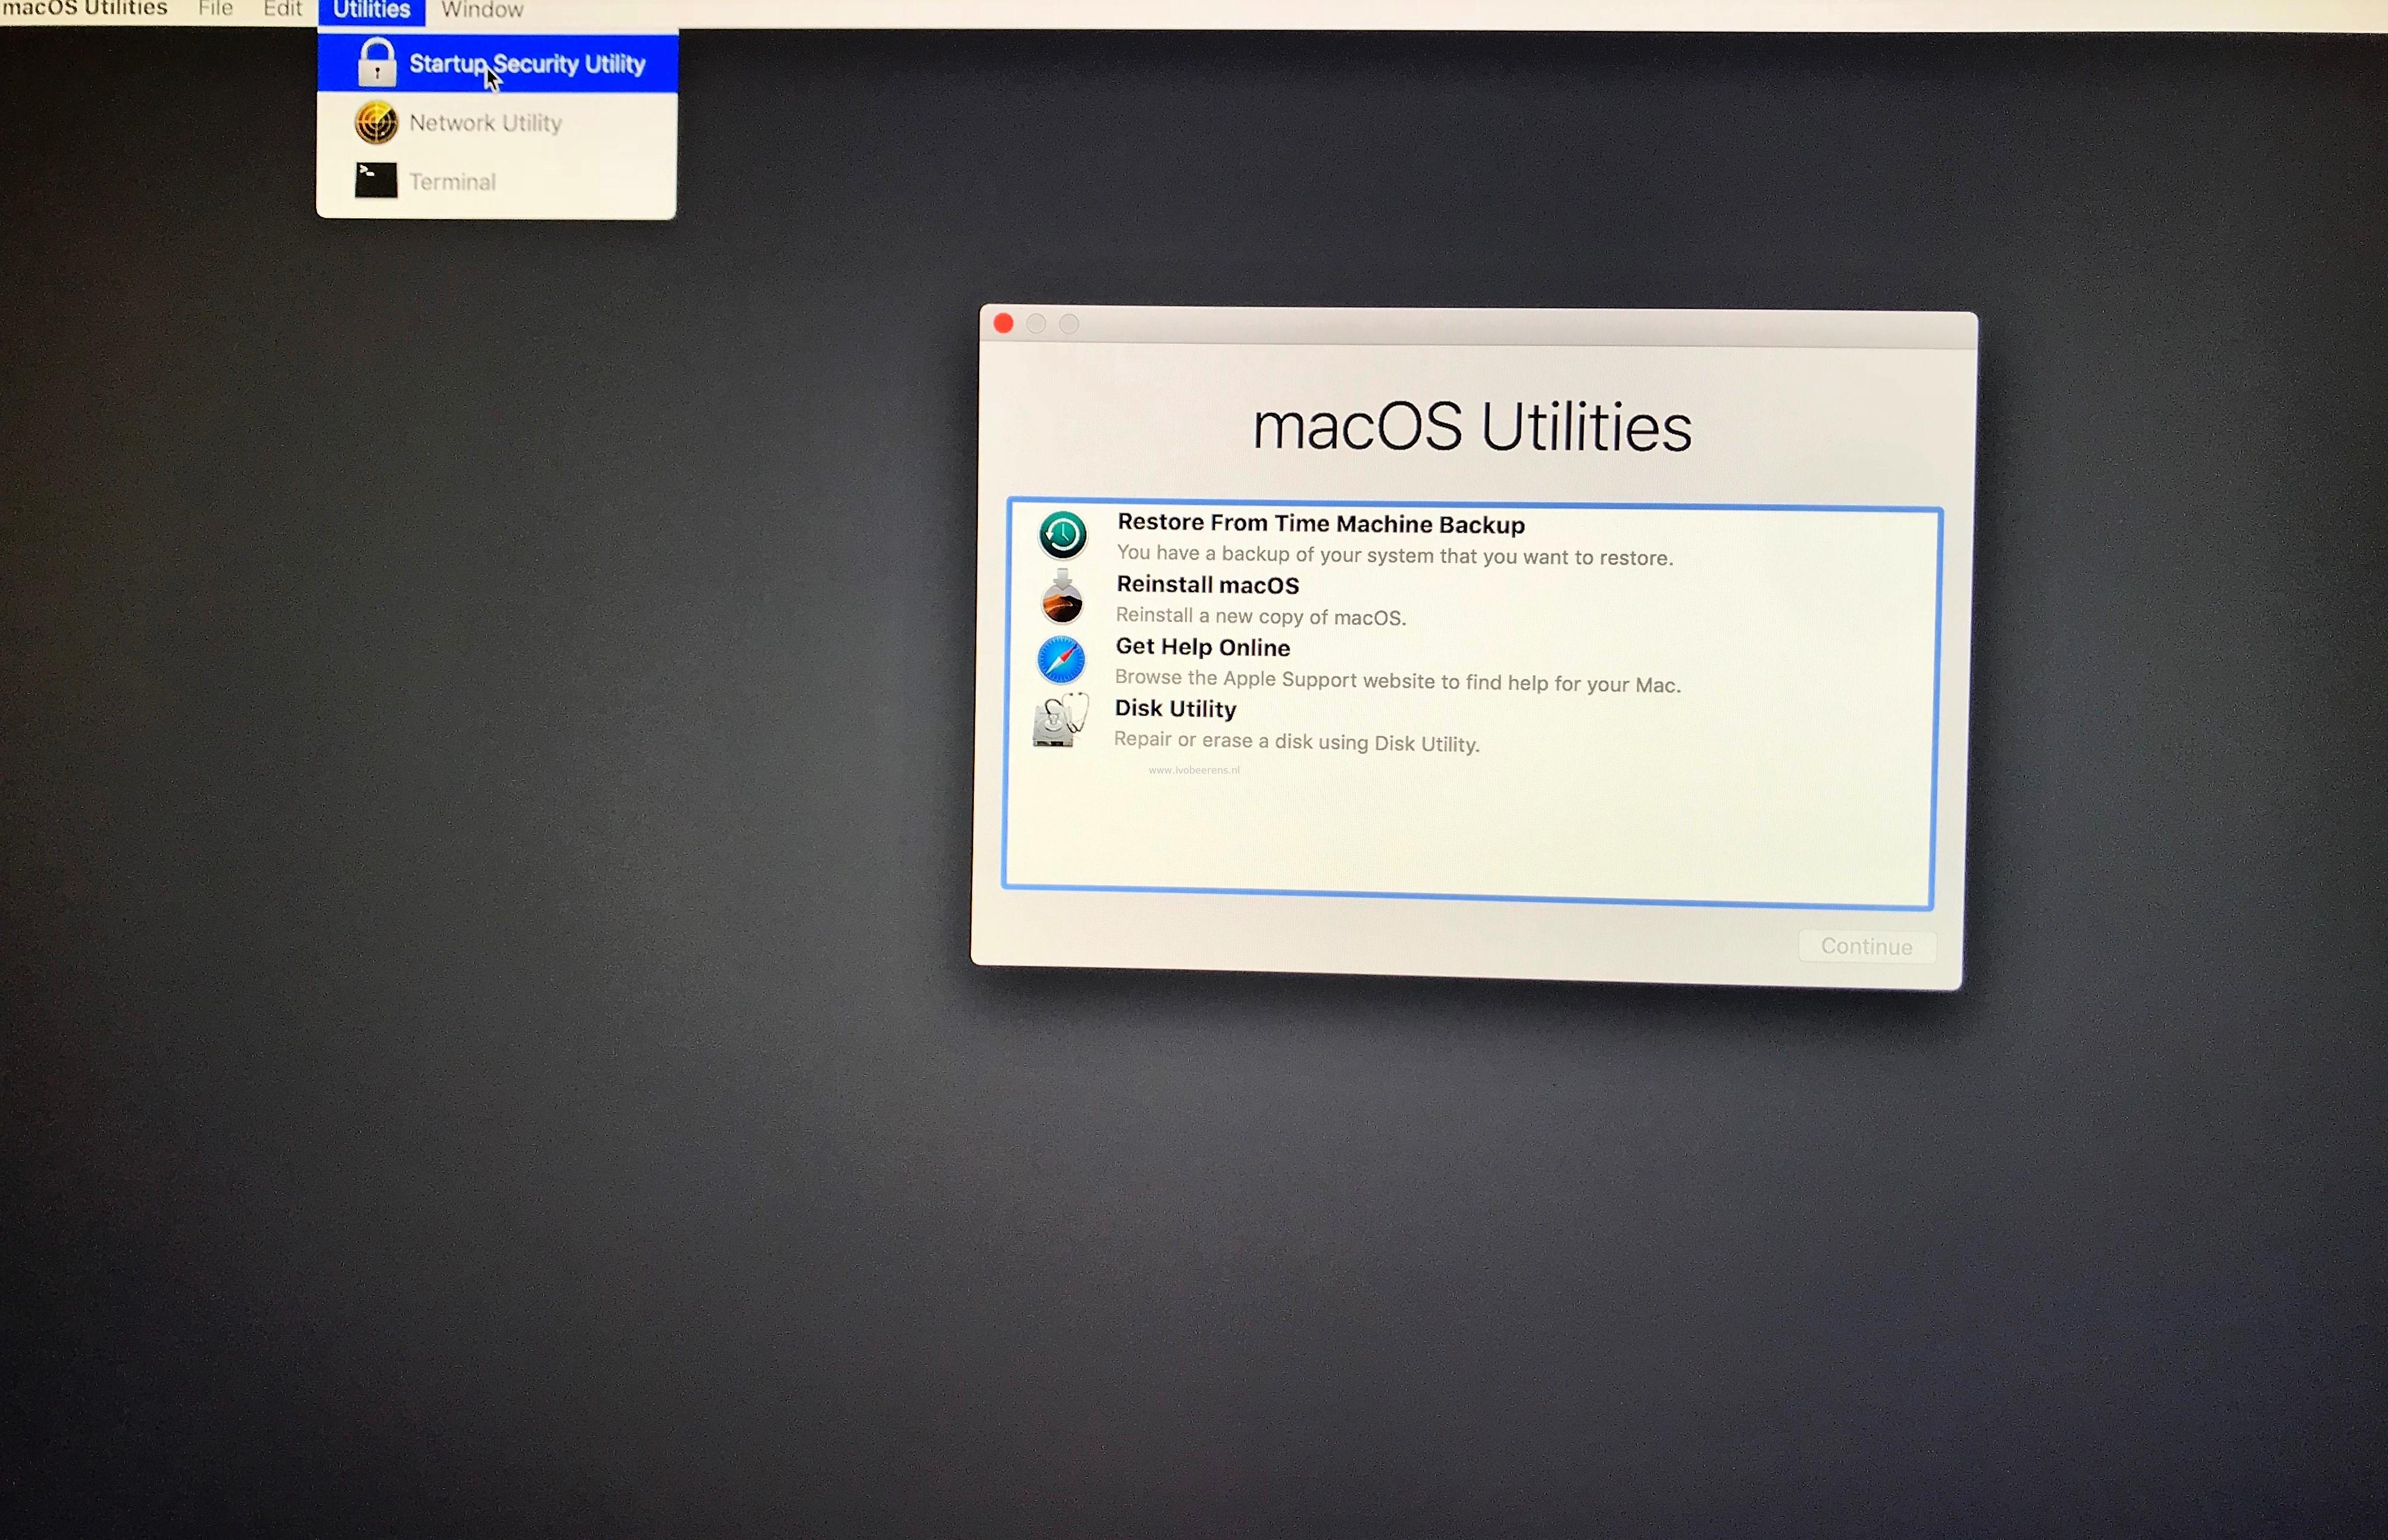 macOS Utilities File Edit Utilities Window
Startup Security Utility
Network Utility
Terminal
macOS Utilities
Restore From Time Machine Backup
You have a backup of your system that you want to restore.
Reinstall macOS
Reinstall a new copy of macOS.
Get Help Online
Browse the Apple Support website to find help for your Mac.
Disk Utility
Repair or erase a disk using Disk Utility.
www.ivobeerens.nl
Continue